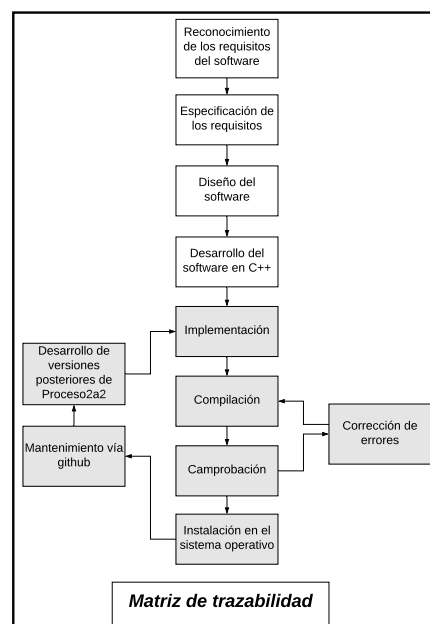 Reconocimiento
de los requisitos
del software
Especificación de
los requisitos
Diseño del
software
Desarrollo del
software en C++
Implementación
Desarrollo de
versiones
posteriores de
Proceso2a2
Compilación
Corrección de
errores
Mantenimiento vía
github
Camprobación
Instalación en el
sistema operativo
Matriz de trazabilidad